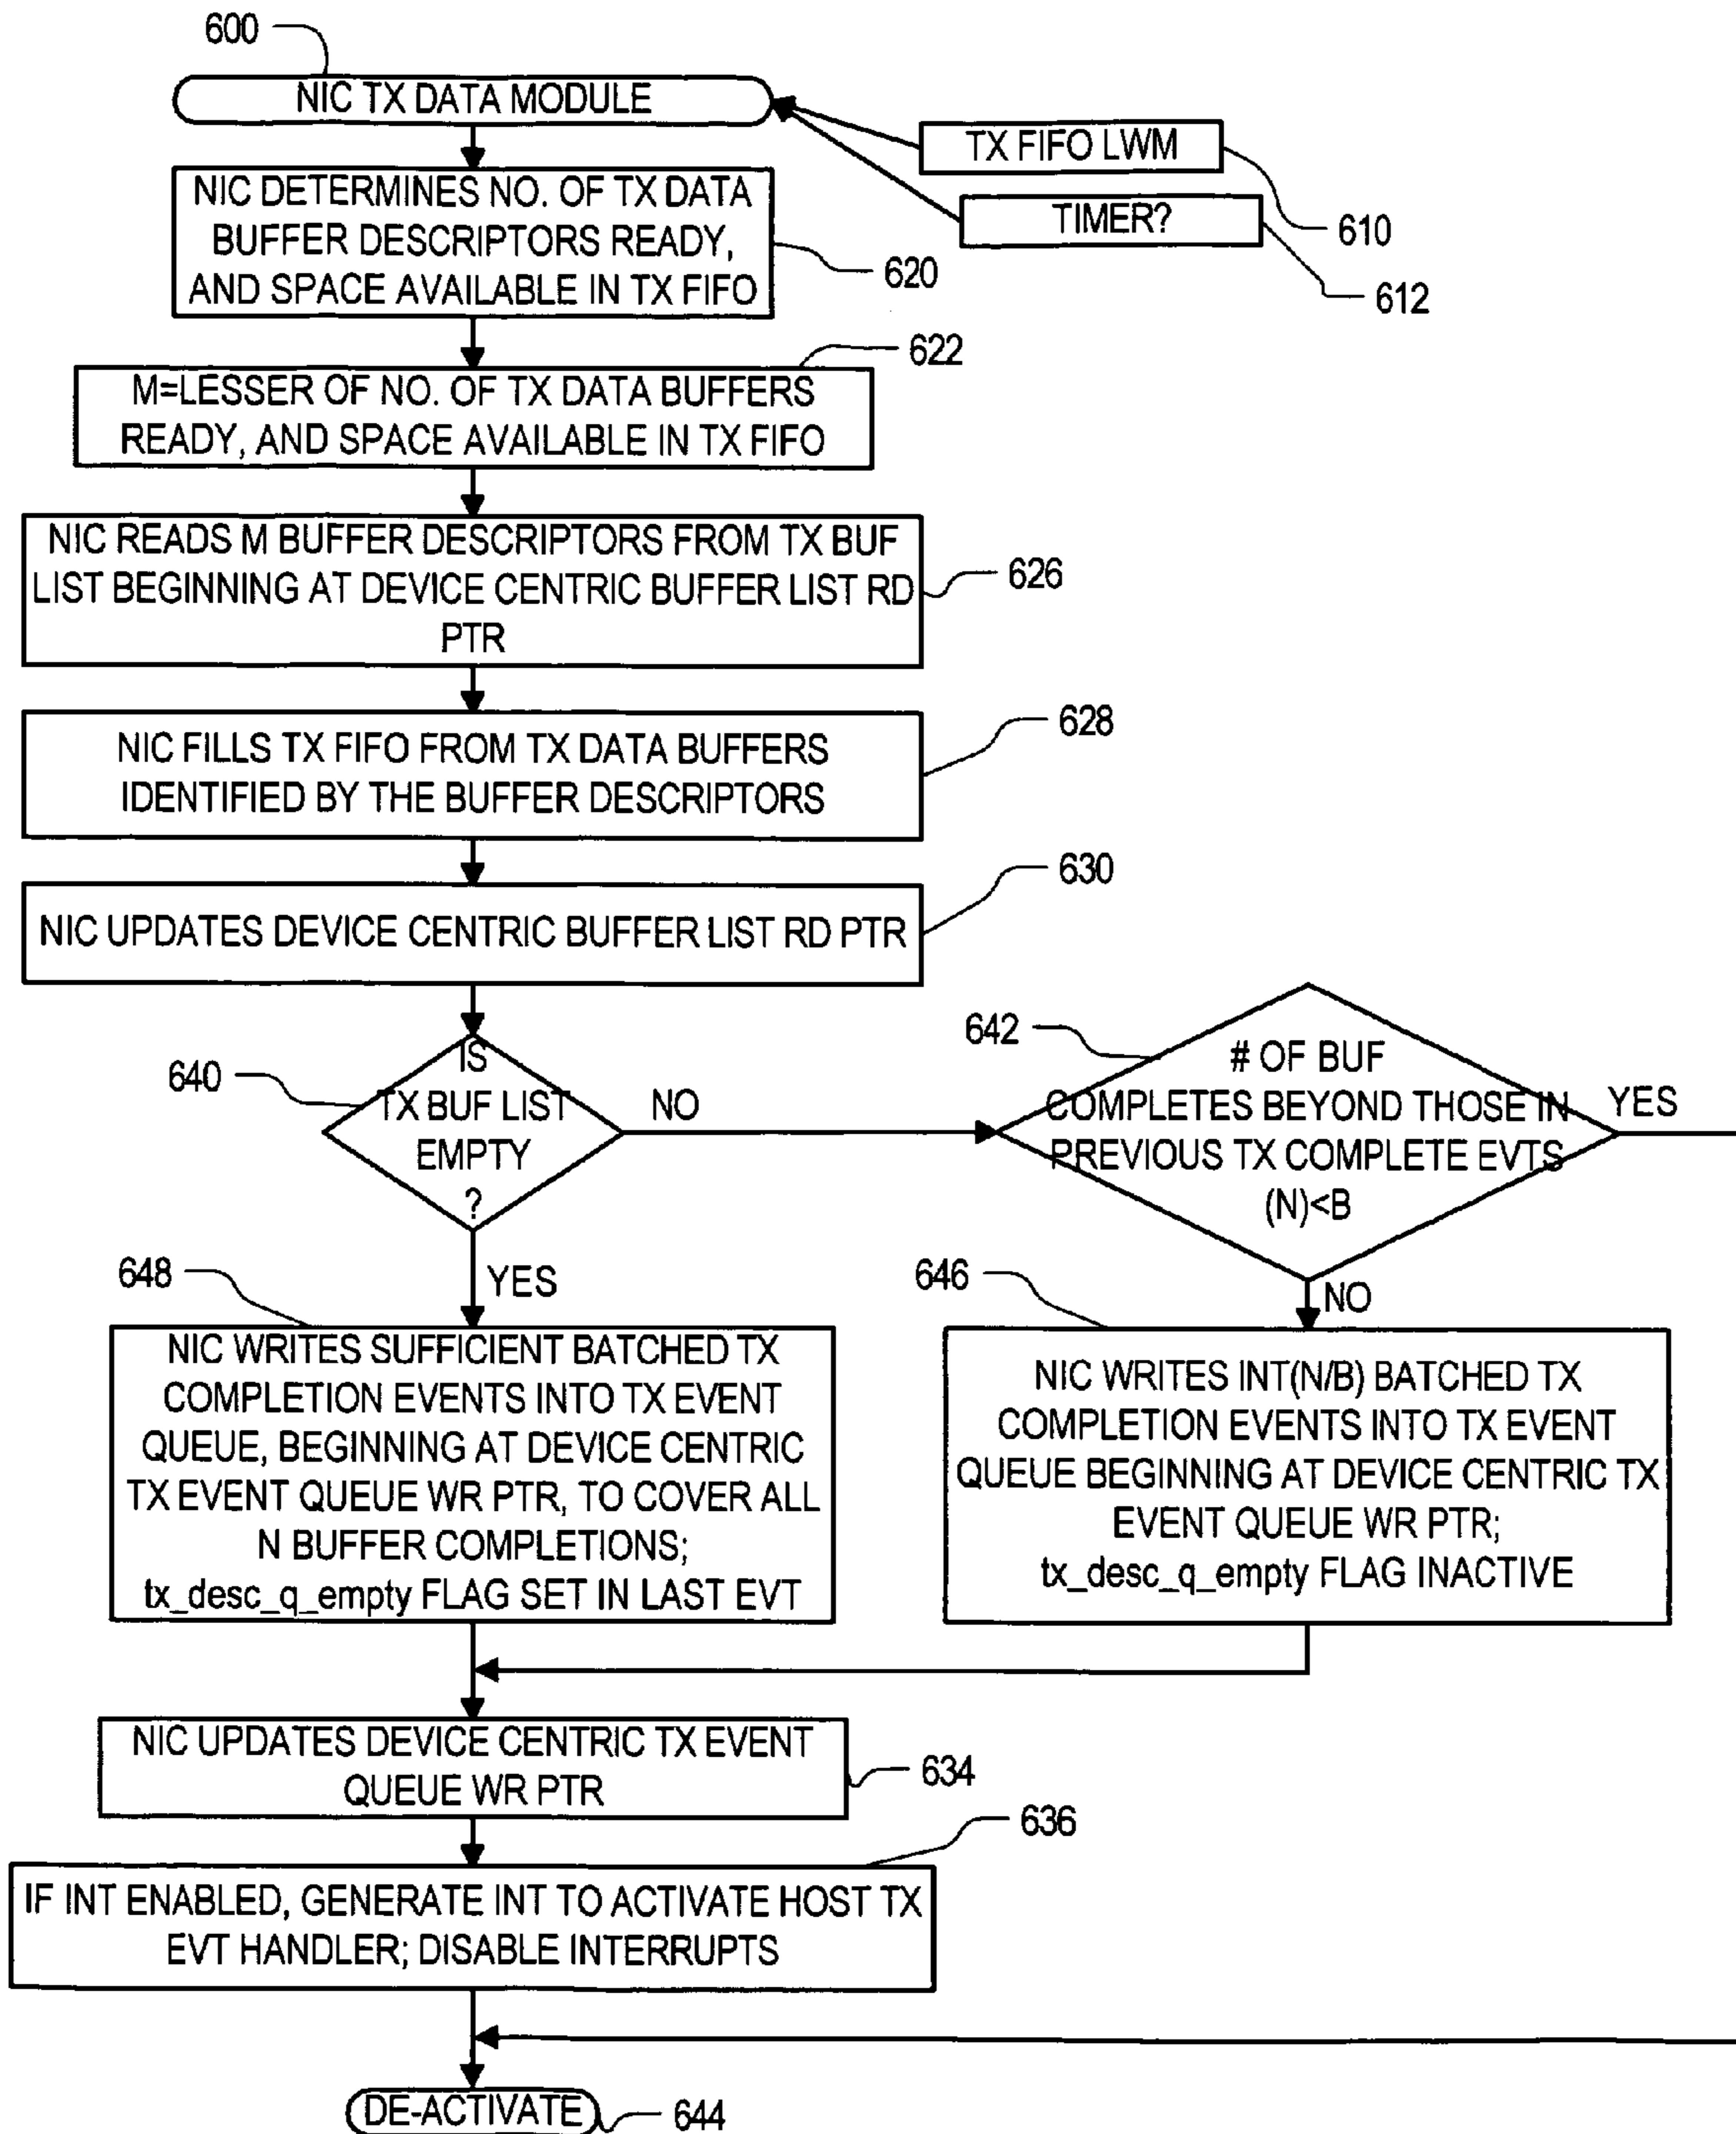 600
NIC TX DATA MODULE
TX FIFO LWM
610
TIMER?
612
NIC DETERMINES NO. OF TX DATA
BUFFER DESCRIPTORS READY,
AND SPACE AVAILABLE IN TX FIFO
620
622
M=LESSER OF NO. OF TX DATA BUFFERS
READY, AND SPACE AVAILABLE IN TX FIFO
NIC READS M BUFFER DESCRIPTORS FROM TX BUF
LIST BEGINNING AT DEVICE CENTRIC BUFFER LIST RD
PTR
626
NIC FILLS TX FIFO FROM TX DATA BUFFERS
IDENTIFIED BY THE BUFFER DESCRIPTORS
628
630
NIC UPDATES DEVICE CENTRIC BUFFER LIST RD PTR
640
IS
TX BUF LIST
EMPTY
?
NO
YES
642
# OF BUF
COMPLETES BEYOND THOSE IN
PREVIOUS TX COMPLETE EVTS
(N)<B
YES
NO
648
NIC WRITES SUFFICIENT BATCHED TX
COMPLETION EVENTS INTO TX EVENT
QUEUE, BEGINNING AT DEVICE CENTRIC
TX EVENT QUEUE WR PTR, TO COVER ALL
N BUFFER COMPLETIONS;
tx_desc_q_empty FLAG SET IN LAST EVT
646
NIC WRITES INT(N/B) BATCHED TX
COMPLETION EVENTS INTO TX EVENT
QUEUE BEGINNING AT DEVICE CENTRIC TX
EVENT QUEUE WR PTR;
tx_desc_q_empty FLAG INACTIVE
NIC UPDATES DEVICE CENTRIC TX EVENT
QUEUE WR PTR
634
636
IF INT ENABLED, GENERATE INT TO ACTIVATE HOST TX
EVT HANDLER; DISABLE INTERRUPTS
DE-ACTIVATE
644